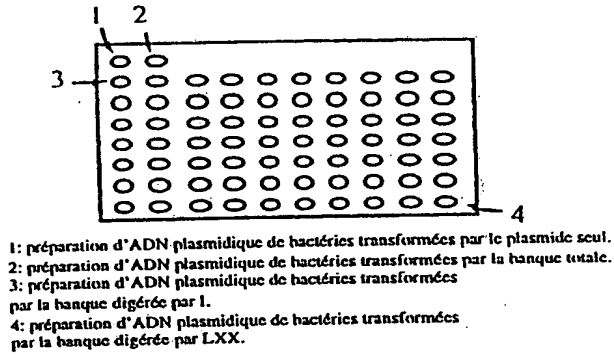 1 2
3
4
1: préparation d'ADN plasmidique de bactéries transformées par le plasmide seul.
2: préparation d'ADN plasmidique de bactéries transformées par la banque totale.
3: préparation d'ADN plasmidique de bactéries transformées
par la banque digérée par I.
4: préparation d'ADN plasmidique de bactéries transformées
par la banque digérée par LXX.